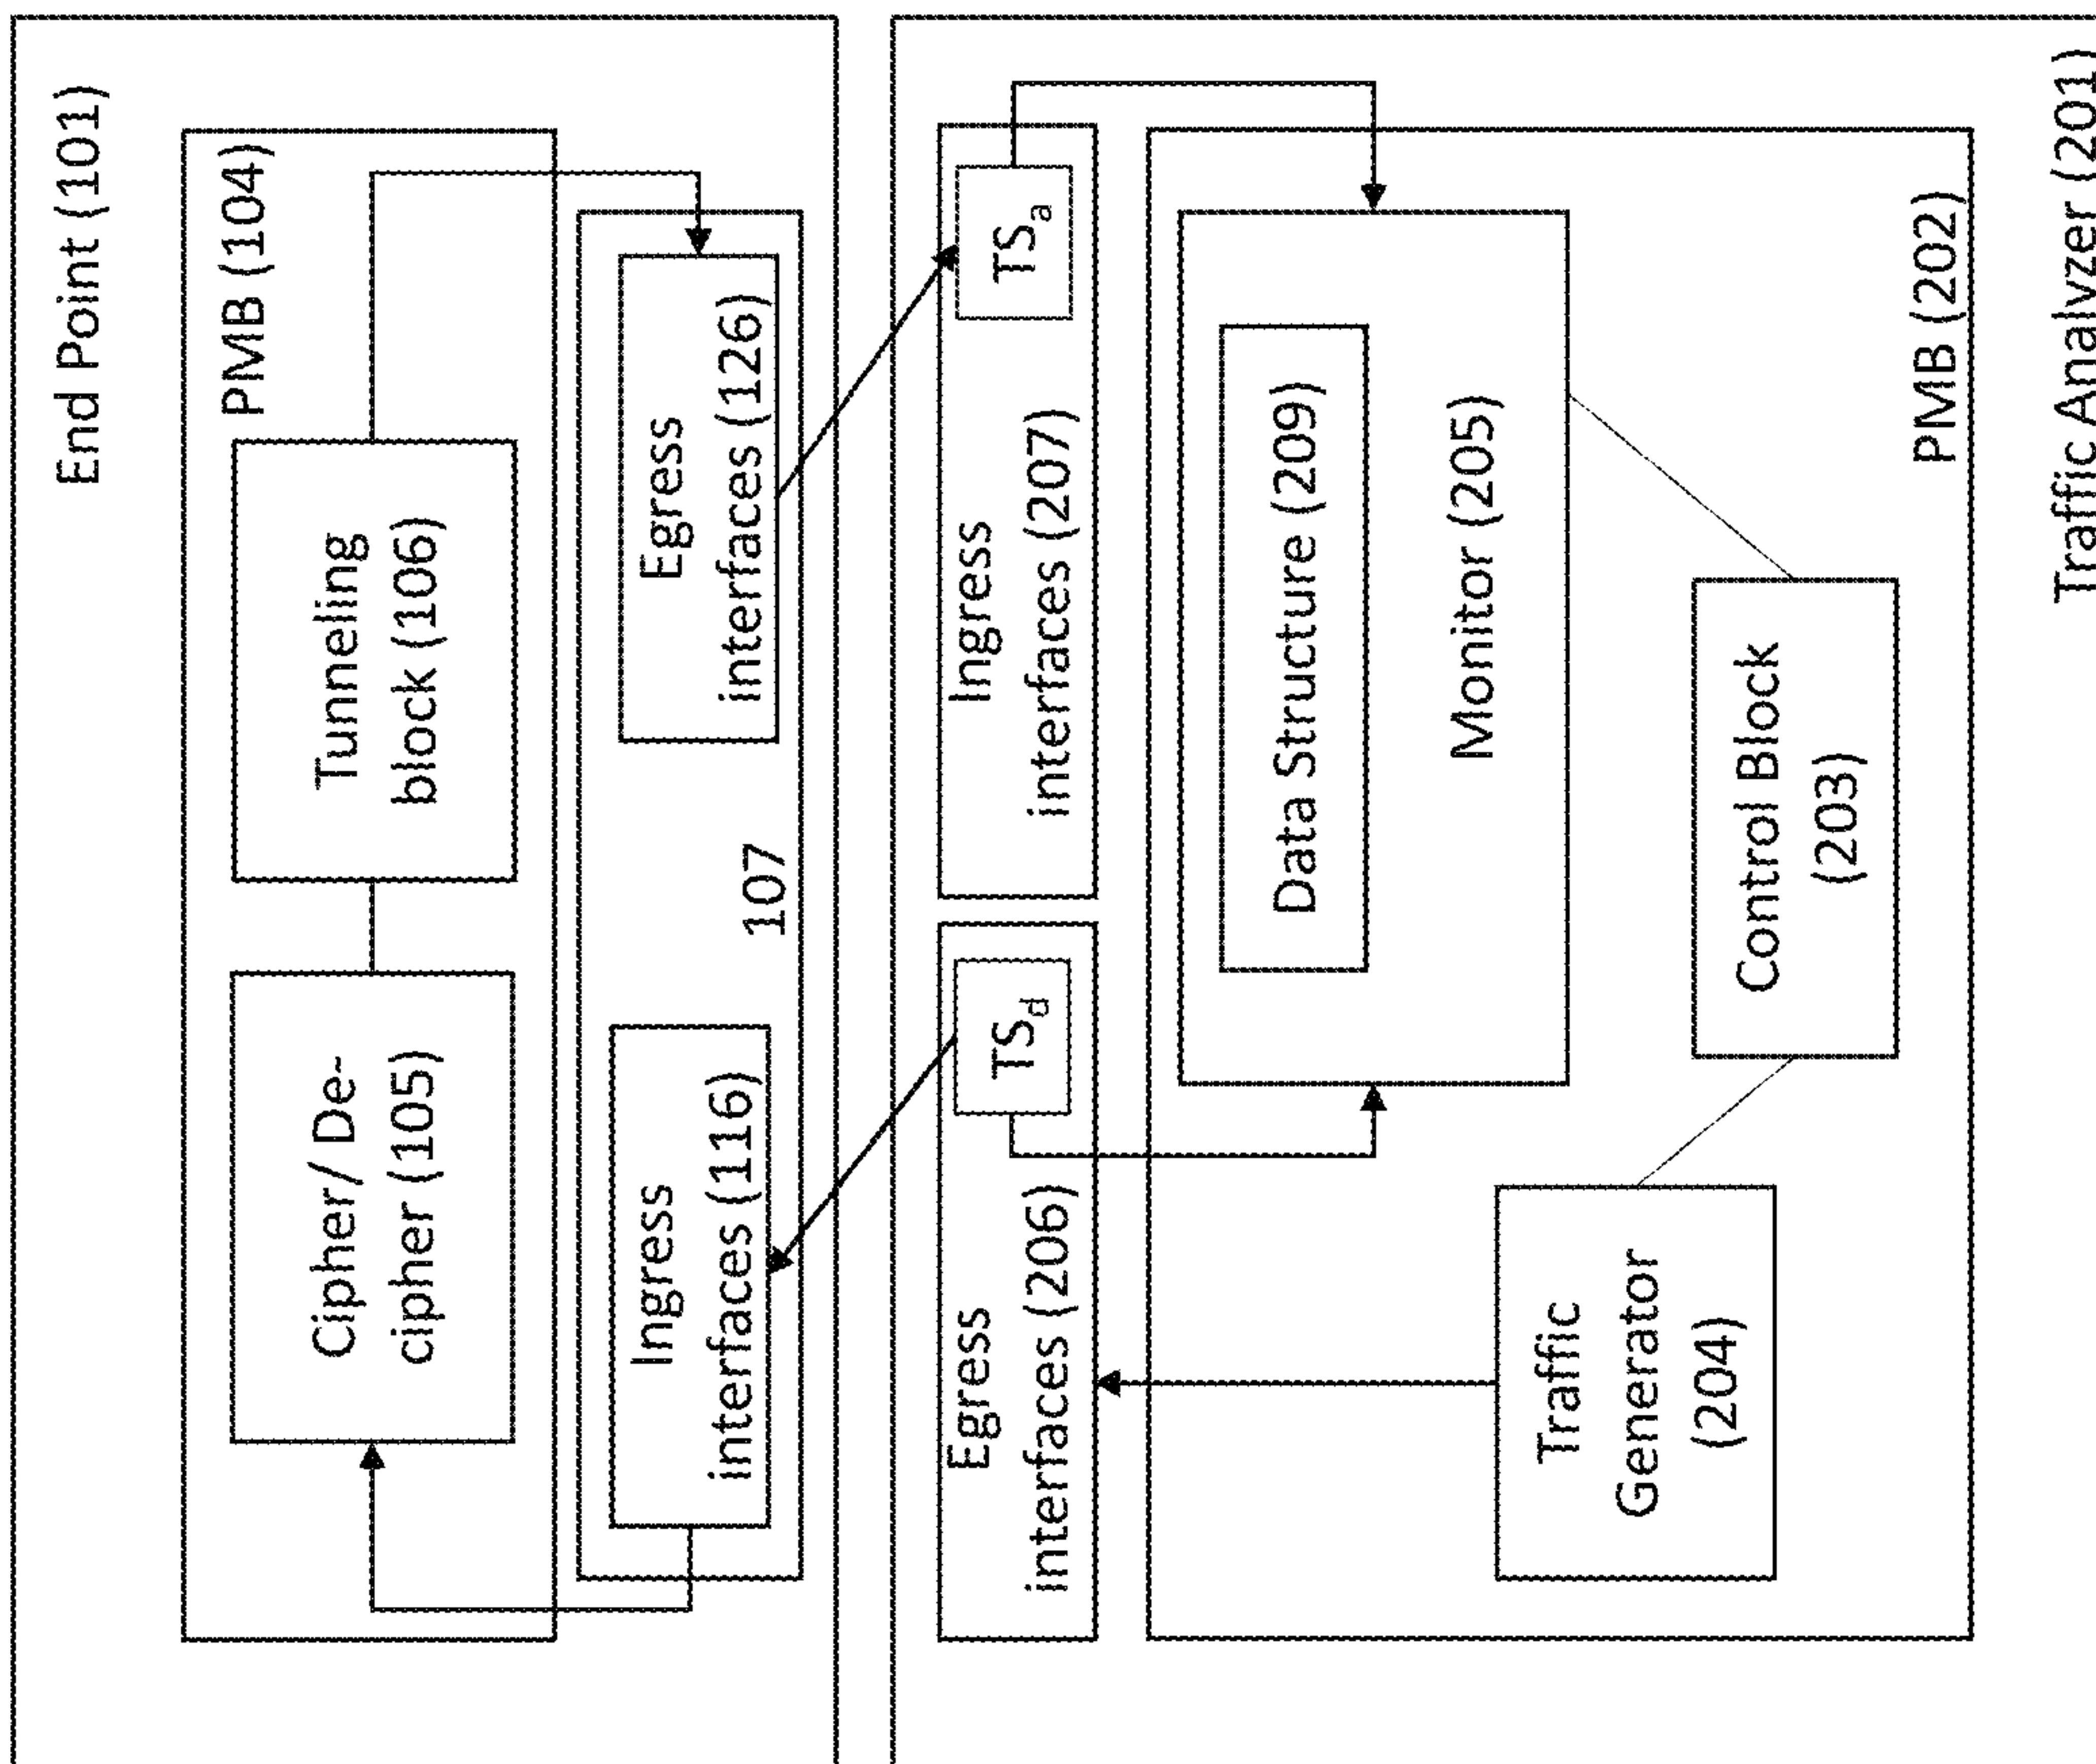 End Point (101)
PMB (104)
Cipher/ De-
cipher (105)
Tunneling
block (106)
Ingress
interfaces (116)
107
Egress
interfaces (126)
Egress
interfaces (206)
TSd
Ingress
interfaces (207)
TSa
Data Structure (209)
Monitor (205)
Traffic
Generator
(204)
Control Block
(203)
PMB (202)
Traffic Analyzer (201)